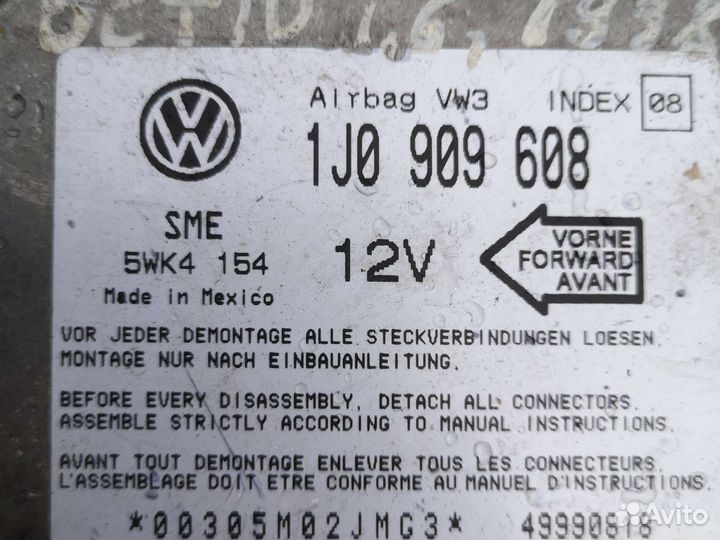 Airbag VW3 INDEX 08
1J0 909 608
SME
5WK4 154
Made in Mexico
12V
VORNE
FORWARD
AVANT
VOR JEDER DEMONTAGE ALLE STECKVERBINDUNGEN LOESEN.
MONTAGE NUR NACH EINBAUANLEITUNG.
BEFORE EVERY DISASSEMBLY, DETACH ALL CONNECTORS.
ASSEMBLE STRICTLY ACCORDING TO MANUAL INSTRUCTIONS.
AVANT TOUT DEMONTAGE ENLEVER TOUS LES CONNECTEURS.
L'ASSEMBLAGE DOIT ETRE CONFORME AU MANUEL D'INSTRUCTIONS.
*00305M02JMG3*
Avito